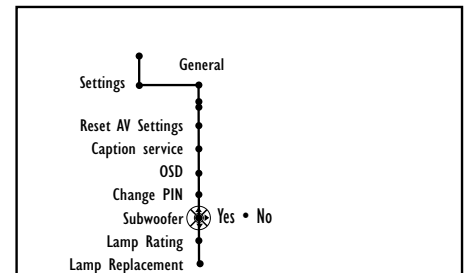 General
Settings
Reset AV Settings
Caption service
OSD
Change PIN
Subwoofer Yes • No
Lamp Rating
Lamp Replacement